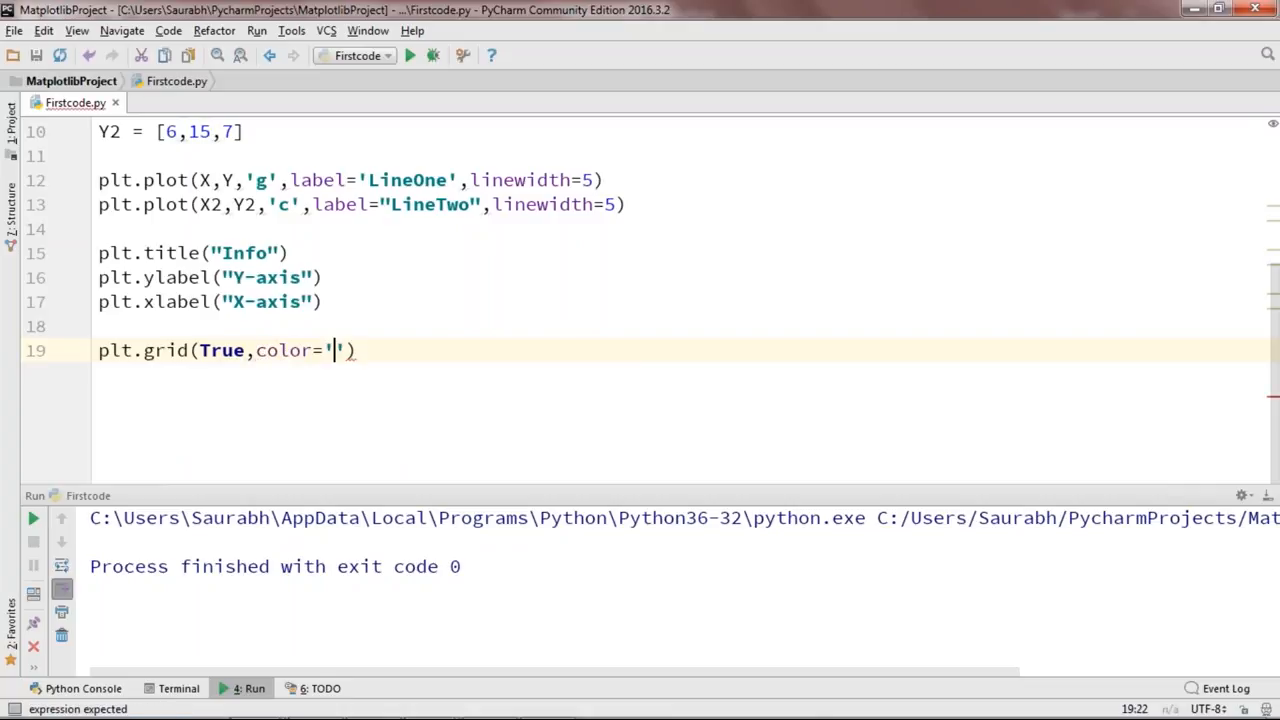 MatplotlibProject - [C:\Users\Saurabh\PycharmProjects\MatplotlibProject] - ...\Firstcode.py - PyCharm Community Edition 2016.3.2
File Edit View Navigate Code Refactor Run Tools VCS Window Help
Firstcode
MatplotlibProject Firstcode.py
Firstcode.py
1: Project
Z: Structure
2: Favorites
10 Y2 = [6,15,7]
11
12 plt.plot(X,Y,'g',label='LineOne',linewidth=5)
13 plt.plot(X2,Y2,'c',label="LineTwo",linewidth=5)
14
15 plt.title("Info")
16 plt.ylabel("Y-axis")
17 plt.xlabel("X-axis")
18
19 plt.grid(True,color='')
Run Firstcode
C:\Users\Saurabh\AppData\Local\Programs\Python\Python36-32\python.exe C:/Users/Saurabh/PycharmProjects/Mat
Process finished with exit code 0
Python Console Terminal 4: Run 6: TODO Event Log
expression expected 19:22 n/a UTF-8